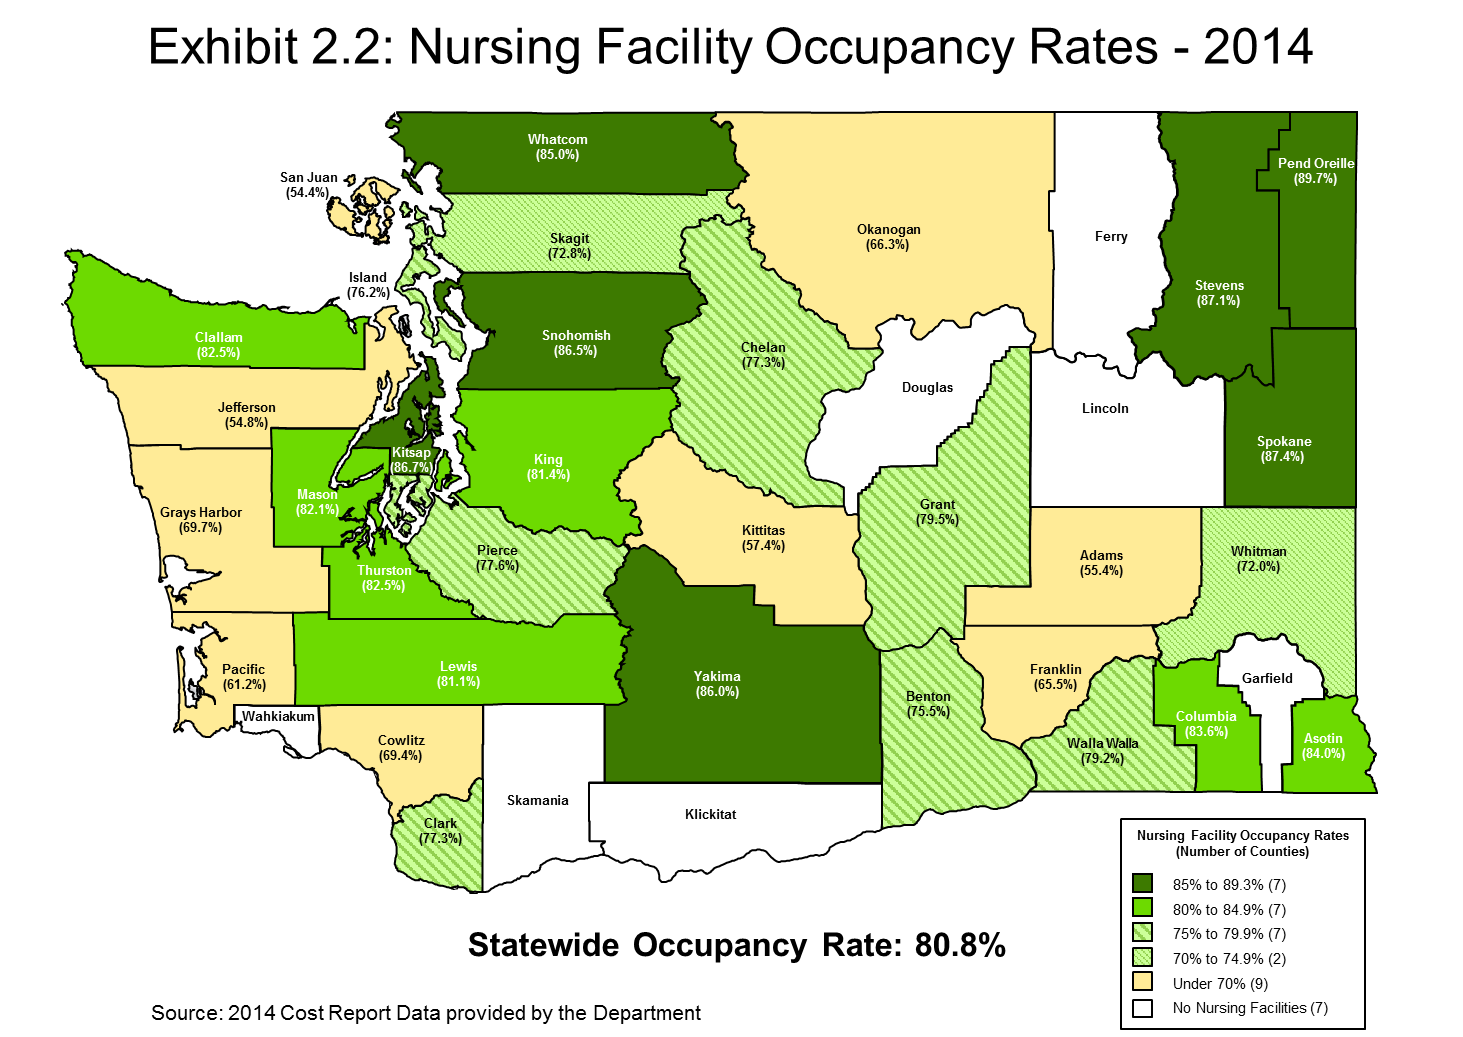 Exhibit 2.2: Nursing Facility Occupancy Rates - 2014
Whatcom
(85.0%)
Pend Oreille
(89.7%)
San Juan
(54.4%)
Okanogan
(66.3%)
Ferry
Skagit
(72.8%)
Island
(76.2%)
Stevens
(87.1%)
Clallam
(82.5%)
Snohomish
(86.5%)
Chelan
(77.3%)
Douglas
Lincoln
Jefferson
(54.8%)
Kitsap
(86.7%)
King
(81.4%)
Spokane
(87.4%)
Mason
(82.1%)
Grays Harbor
(69.7%)
Grant
(79.5%)
Kittitas
(57.4%)
Pierce
(77.6%)
Adams
(55.4%)
Whitman
(72.0%)
Thurston
(82.5%)
Pacific
(61.2%)
Lewis
(81.1%)
Yakima
(86.0%)
Franklin
(65.5%)
Garfield
Benton
(75.5%)
Wahkiakum
Columbia
(83.6%)
Cowlitz
(69.4%)
Walla Walla
(79.2%)
Asotin
(84.0%)
Skamania
Klickitat
Clark
(77.3%)
Nursing Facility Occupancy Rates
(Number of Counties)
85% to 89.3% (7)
80% to 84.9% (7)
75% to 79.9% (7)
70% to 74.9% (2)
Under 70% (9)
No Nursing Facilities (7)
Statewide Occupancy Rate: 80.8%
Source: 2014 Cost Report Data provided by the Department